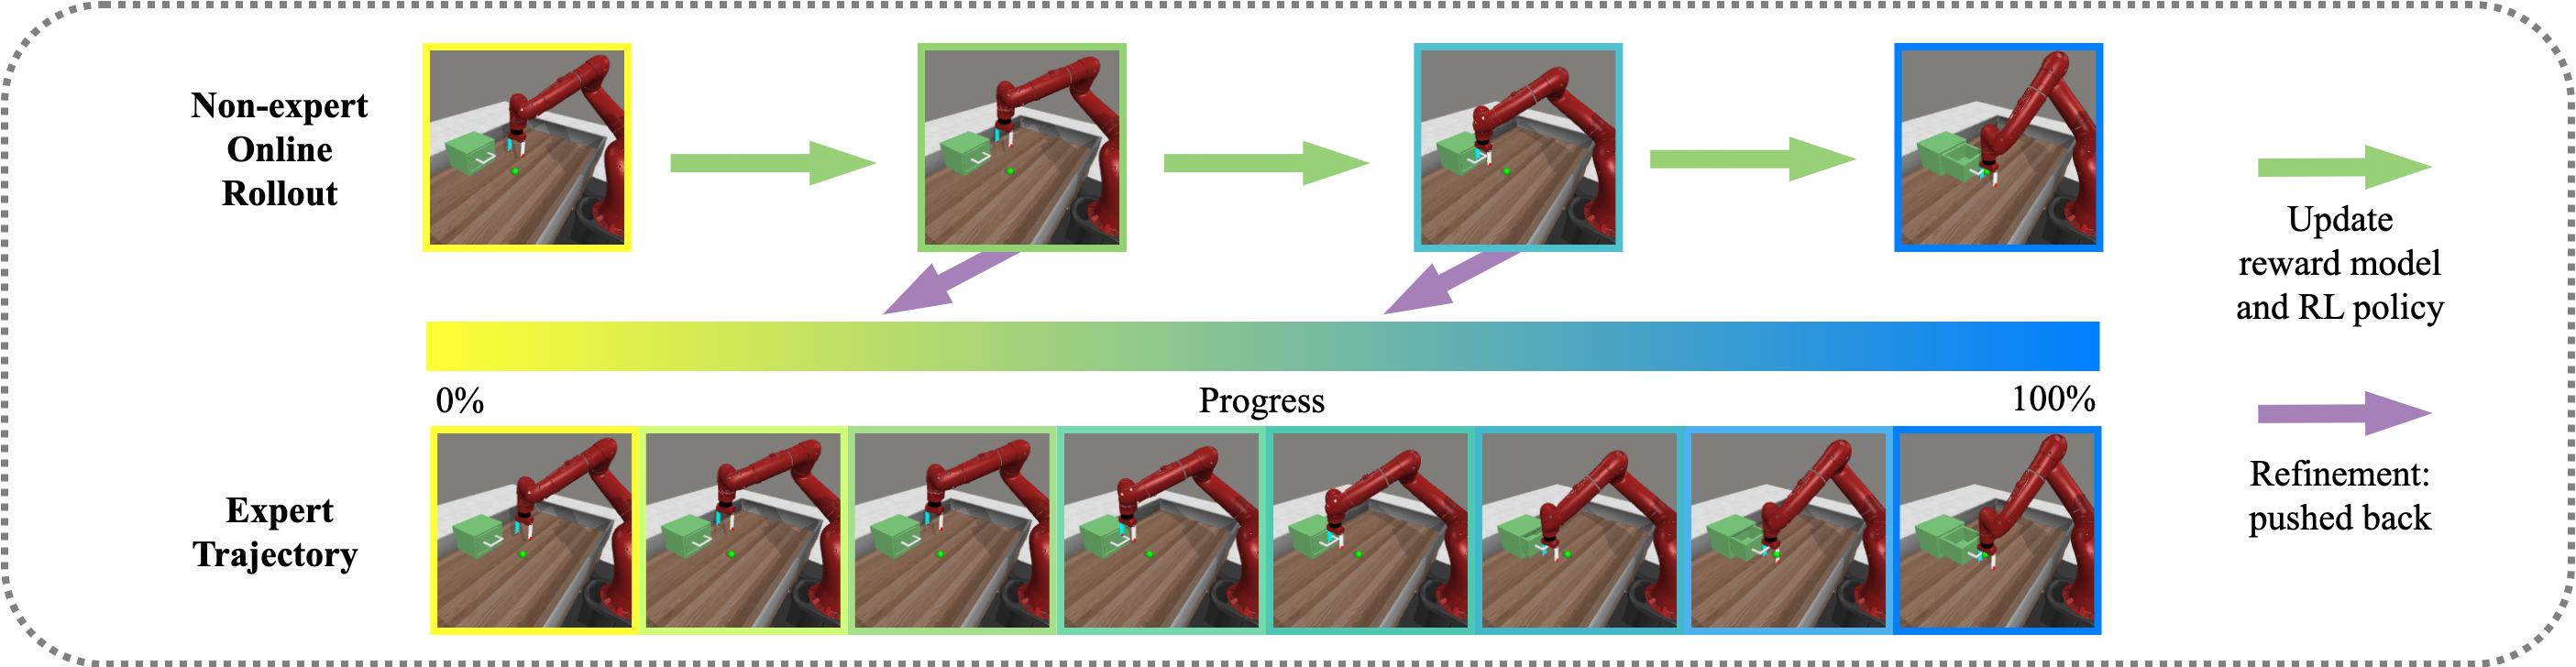 Non-expert
Online
Rollout
Update
reward model
and RL policy
0%
Progress
100%
Expert
Trajectory
Refinement:
pushed back